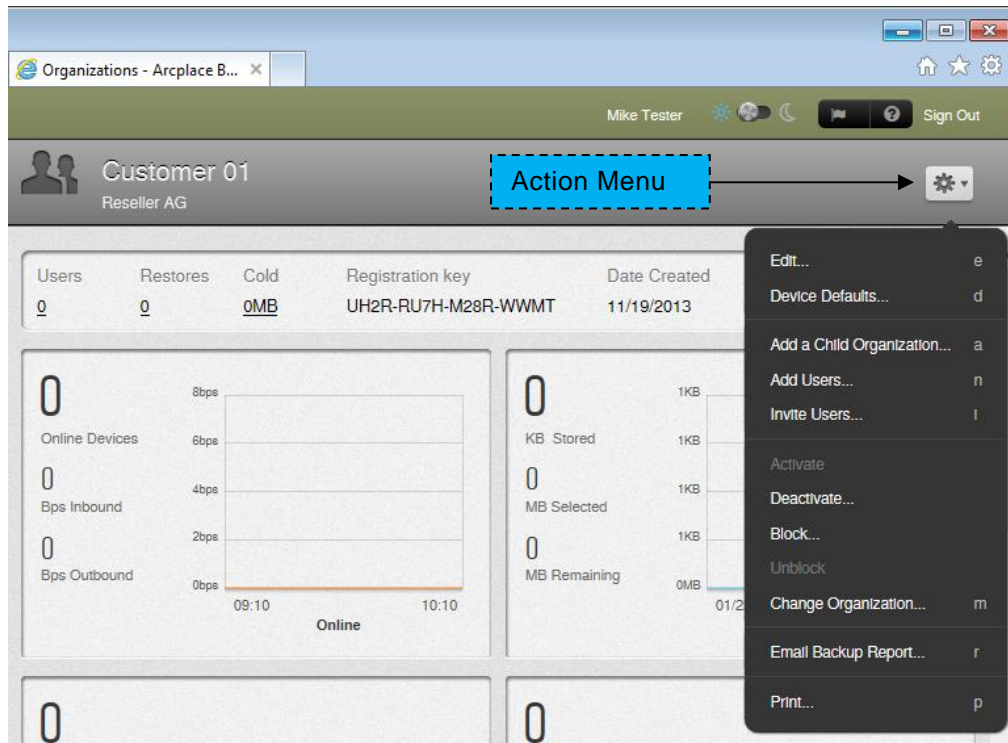 Organizations - Arcplace B...
Mike Tester
Sign Out
Customer 01
Reseller AG
Action Menu
Users Restores Cold Registration key Date Created
0 0 0MB UH2R-RU7H-M28R-WWMT 11/19/2013
Edit... e
Device Defaults... d
Add a Child Organization... a
Add Users... n
Invite Users... I
Activate
Deactivate...
Block...
Unblock
Change Organization... m
Email Backup Report... r
Print... p
0
Online Devices
0
Bps Inbound
0
Bps Outbound
8bps
6bps
4bps
2bps
0bps
09:10 10:10
Online
0
KB Stored
0
MB Selected
0
MB Remaining
1KB
1KB
1KB
1KB
0MB
01/2
0
0